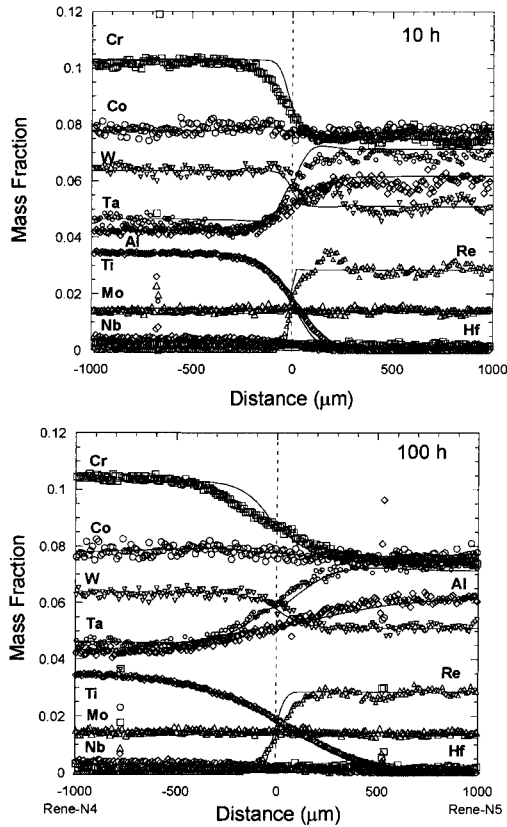 0.12
10 h
Cr
0.1
Co
0.08
W
Mass Fraction
0.06
Ta
0.04
Al
Ti
Re
0.02
Mo
Nb
Hf
0
-1000 -500 0 500 1000
Distance (μm)
0.12
100 h
Cr
0.1
Co
0.08
Al
W
Mass Fraction
0.06
Ta
0.04
Ti
Re
0.02
Mo
Nb
Hf
0
-1000 -500 0 500 1000
Rene-N4 Distance (μm) Rene-N5